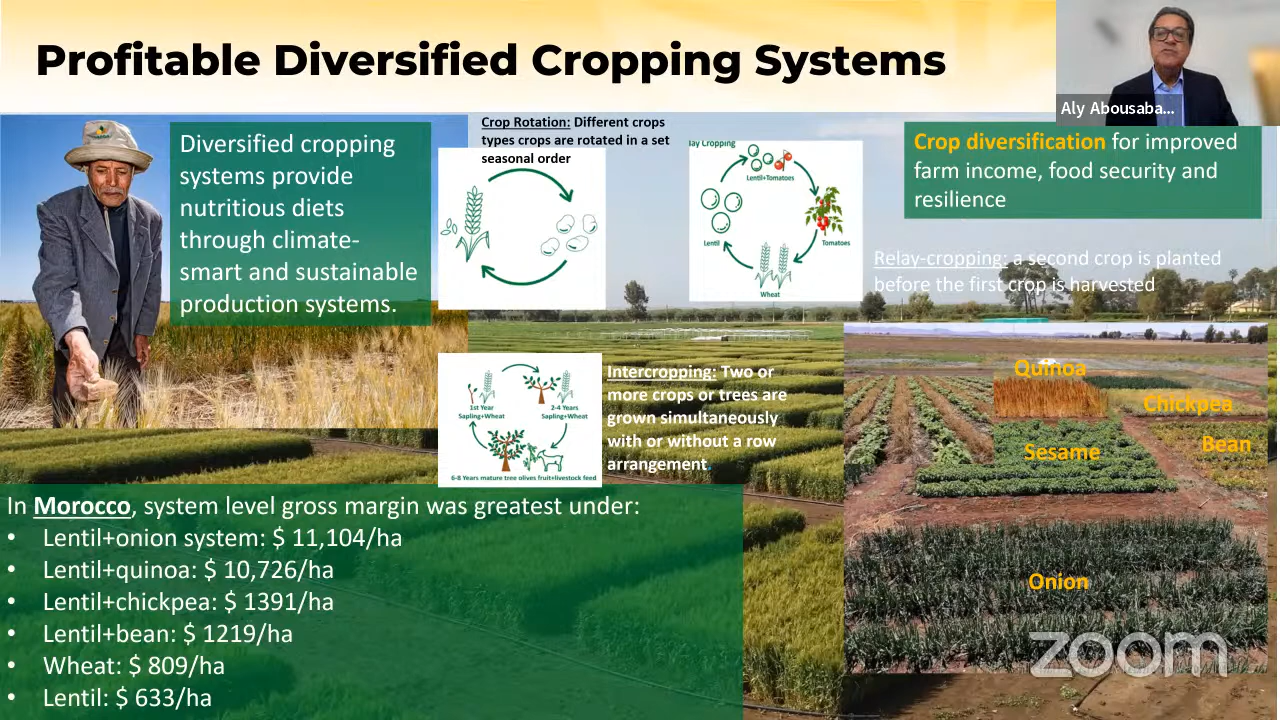 Profitable Diversified Cropping Systems
Aly Abousaba...
Diversified cropping
systems provide
nutritious diets
through climate-
smart and sustainable
production systems.
Crop Rotation: Different crops
types crops are rotated in a set
seasonal order
lay Cropping
Lentil+Tomatoes
Lentil
Tomatoes
Wheat
Crop diversification for improved
farm income, food security and
resilience
Relay-cropping: a second crop is planted
before the first crop is harvested
1st Year
Sapling+Wheat
2-4 Years
Sapling+Wheat
6-8 Years mature tree olives fruit+livestock feed
Intercropping: Two or
more crops or trees are
grown simultaneously
with or without a row
arrangement.
Quinoa
Chickpea
Bean
Sesame
Onion
In Morocco, system level gross margin was greatest under:
• Lentil+onion system: $ 11,104/ha
• Lentil+quinoa: $ 10,726/ha
• Lentil+chickpea: $ 1391/ha
• Lentil+bean: $ 1219/ha
• Wheat: $ 809/ha
• Lentil: $ 633/ha
zoom